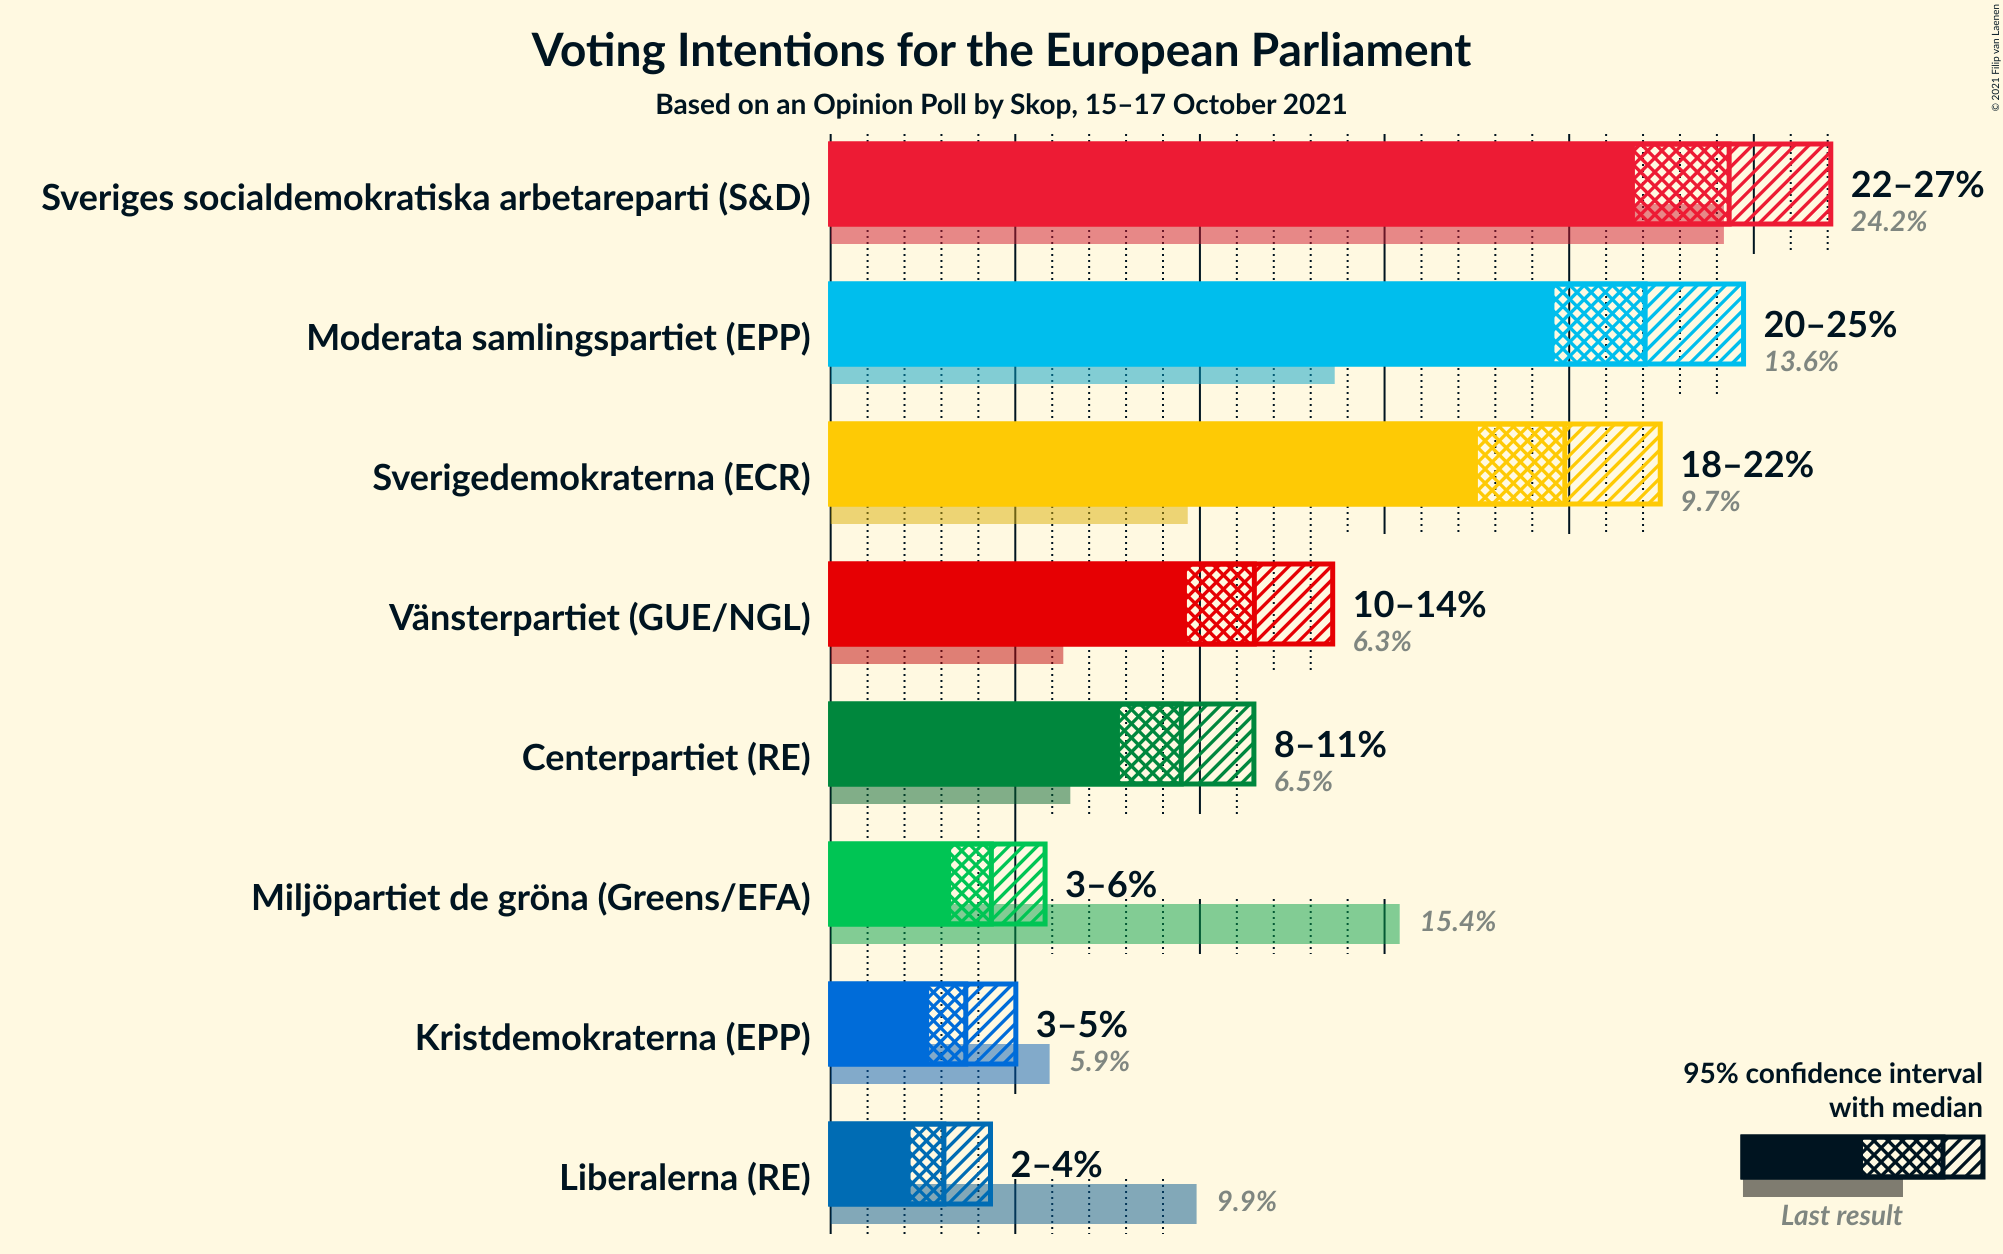 Voting Intentions for the European Parliament
Based on an Opinion Poll by Skop, 15–17 October 2021
© 2021 Filip van Laenen
Sveriges socialdemokratiska arbetareparti (S&D)
22–27%
24.2%
Moderata samlingspartiet (EPP)
20–25%
13.6%
Sverigedemokraterna (ECR)
18–22%
9.7%
Vänsterpartiet (GUE/NGL)
10–14%
6.3%
Centerpartiet (RE)
8–11%
6.5%
Miljöpartiet de gröna (Greens/EFA)
3–6%
15.4%
Kristdemokraterna (EPP)
3–5%
5.9%
Liberalerna (RE)
2–4%
9.9%
95% confidence interval
with median
Last result